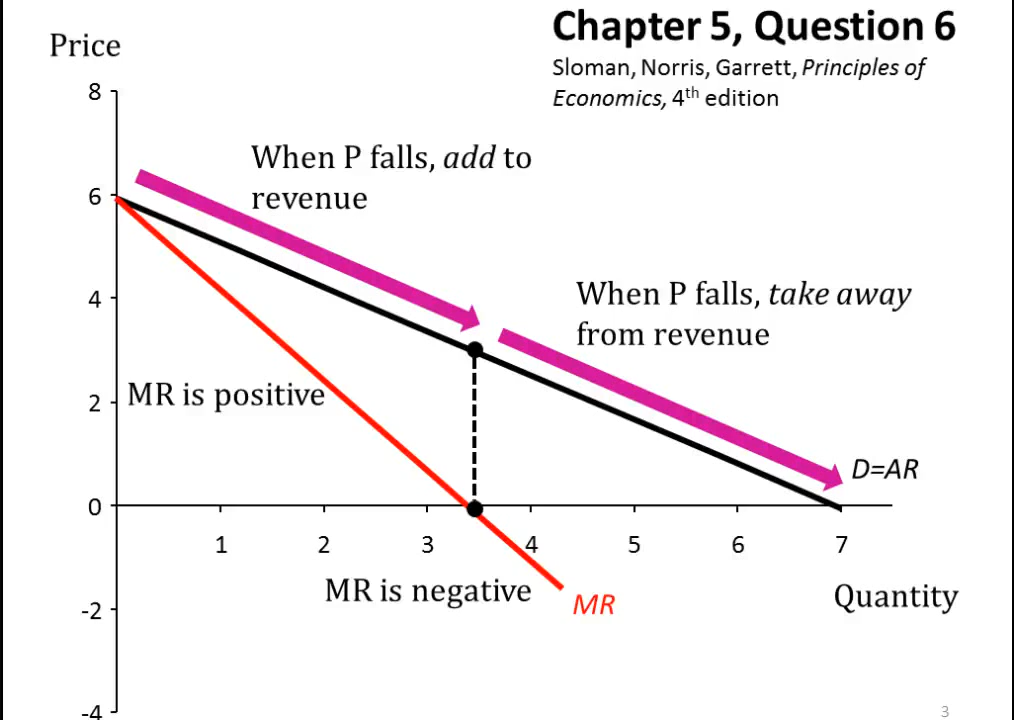 Chapter 5, Question 6
Sloman, Norris, Garrett, Principles of
Economics, 4th edition
Price
8
When P falls, add to
revenue
6
When P falls, take away
from revenue
4
MR is positive
2
D=AR
0
1 2 3 4 5 6 7
MR is negative
MR
Quantity
-2
-4
3